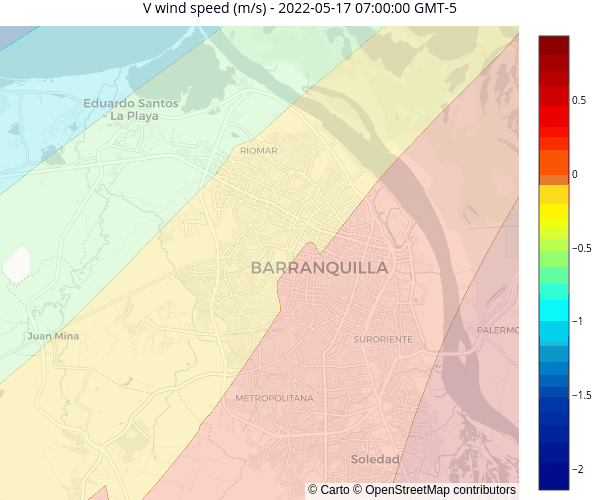 V wind speed (m/s) - 2022-05-17 07:00:00 GMT-5
Eduardo Santos
- La Playa
RIOMAR
BARRANQUILLA
Juan Mina
SURORIENTE
PALERMO
METROPOLITANA
Soledad
© Carto © OpenStreetMap contributors
0.5
0
−0.5
−1
−1.5
−2